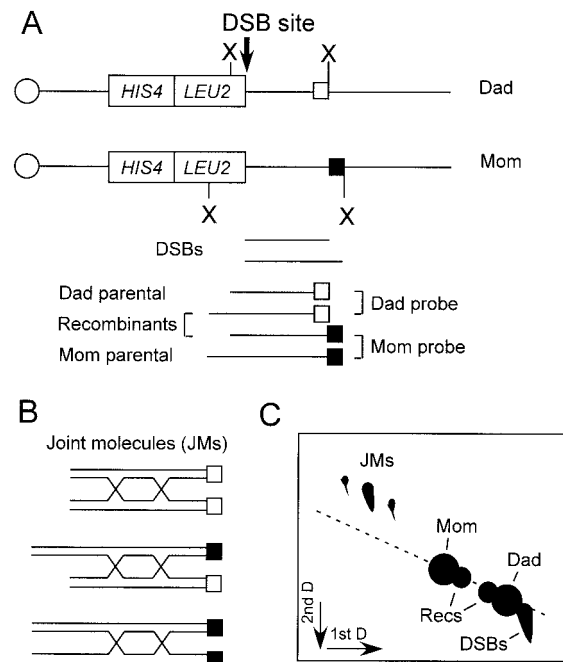 A
DSB site
X
X
HIS4 LEU2
Dad
HIS4 LEU2
Mom
X
X
DSBs
Dad parental
Dad probe
Recombinants
Mom probe
Mom parental
B
Joint molecules (JMs)
C
JMs
Mom
Dad
Recs
DSBs
2nd D
1st D